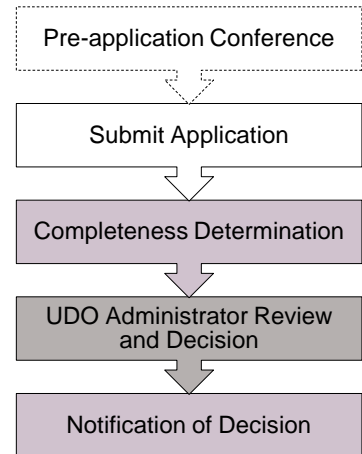 Pre-application Conference
Submit Application
Completeness Determination
UDO Administrator Review
and Decision
Notification of Decision